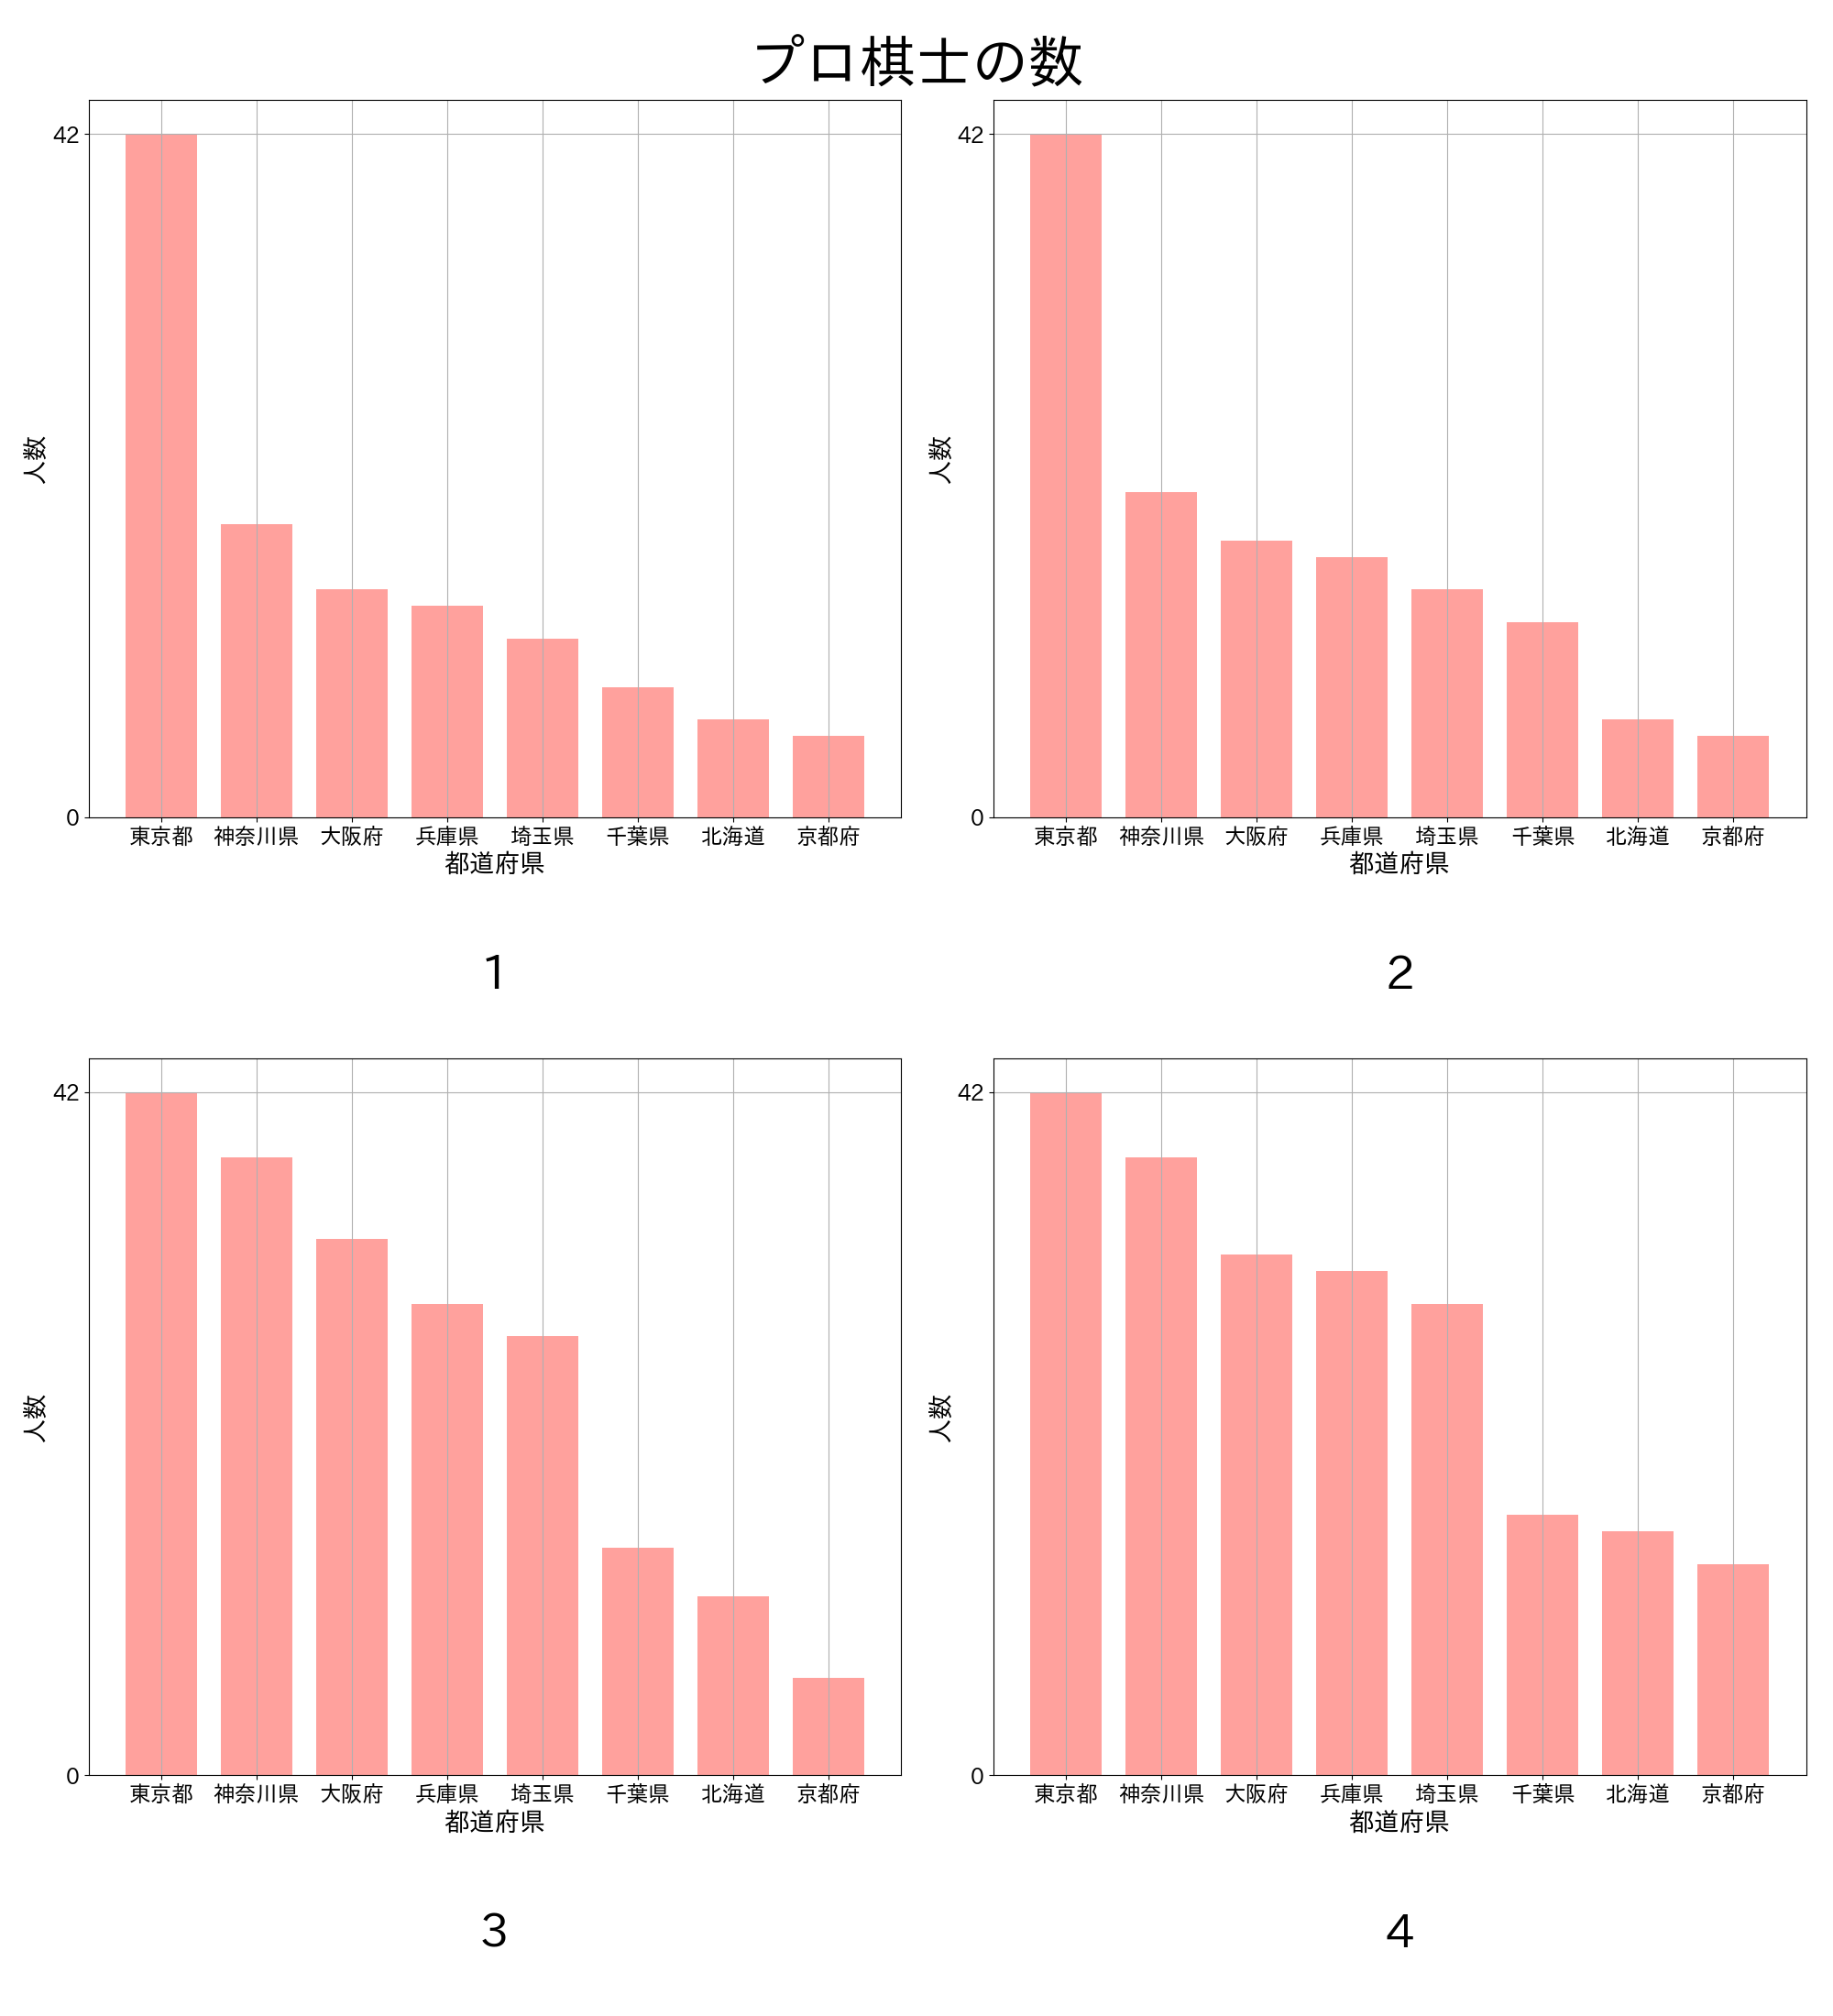 プロ棋士の数
42
0
人数
東京都 神奈川県 大阪府 兵庫県 埼玉県 千葉県 北海道 京都府
都道府県
1
42
0
人数
東京都 神奈川県 大阪府 兵庫県 埼玉県 千葉県 北海道 京都府
都道府県
2
42
0
人数
東京都 神奈川県 大阪府 兵庫県 埼玉県 千葉県 北海道 京都府
都道府県
3
42
0
人数
東京都 神奈川県 大阪府 兵庫県 埼玉県 千葉県 北海道 京都府
都道府県
4